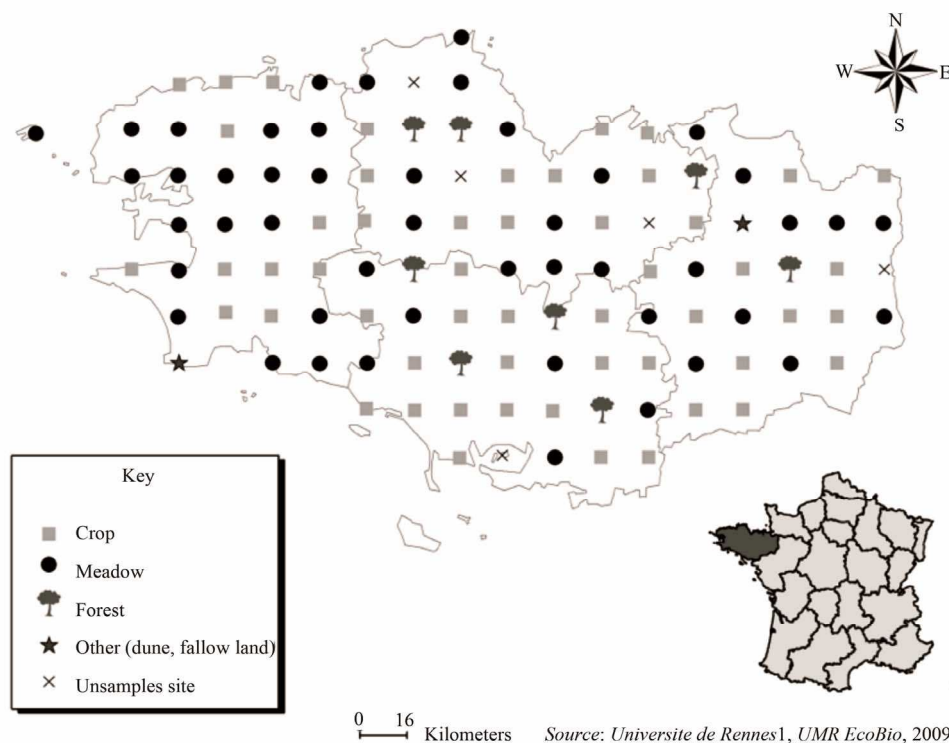 N
W E
S
Key
Crop
Meadow
Forest
Other (dune, fallow land)
Unsamples site
0 16 Kilometers
Source: Universite de Rennes1, UMR EcoBio, 2009